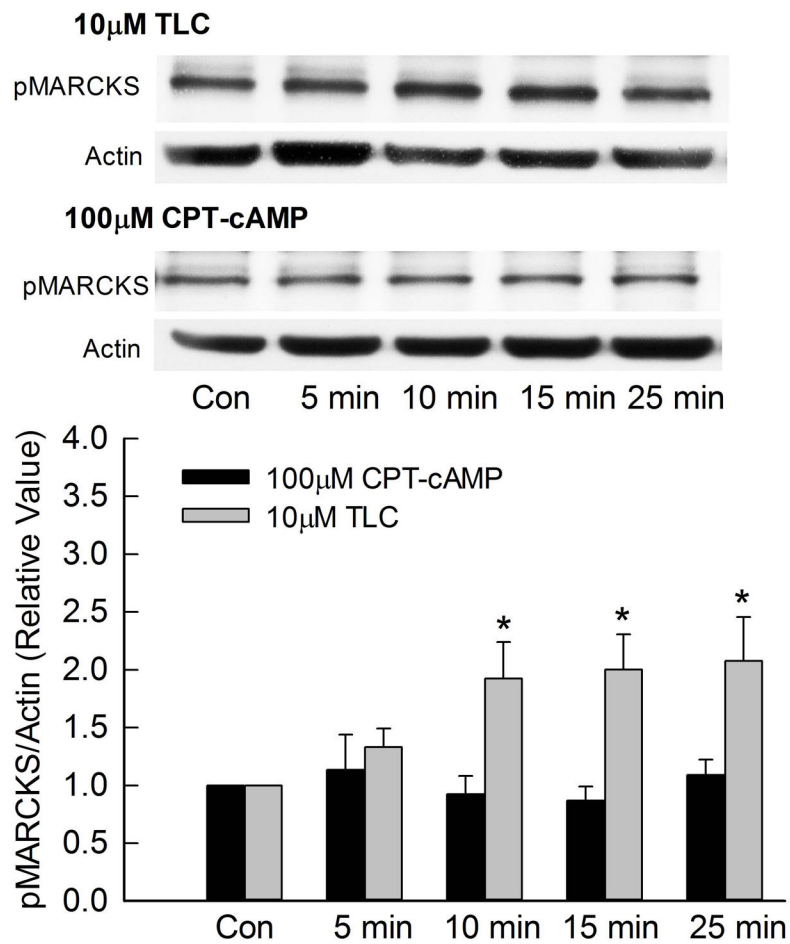 10μM TLC
pMARCKS
Actin
100μM CPT-cAMP
pMARCKS
Actin
Con 5 min 10 min 15 min 25 min
pMARCKS/Actin (Relative Value)
4.0
3.5
3.0
2.5
2.0
1.5
1.0
0.5
0.0
100μM CPT-cAMP
10μM TLC
* * *
Con 5 min 10 min 15 min 25 min